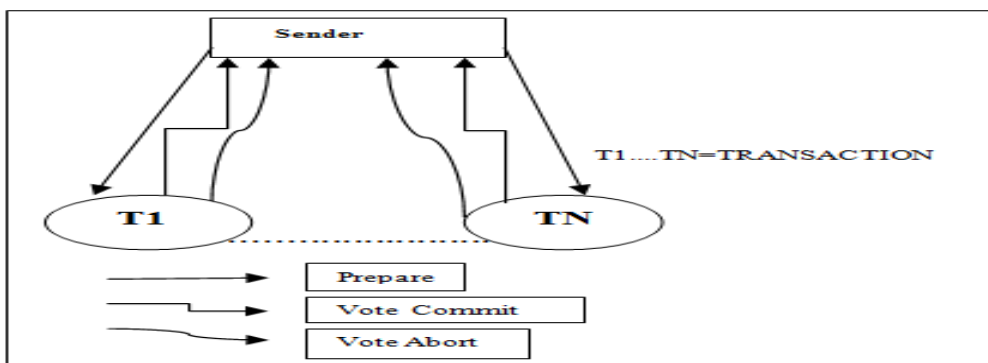 Sender
T1....TN=TRANSACTION
T1
TN
Prepare
Vote Commit
Vote Abort